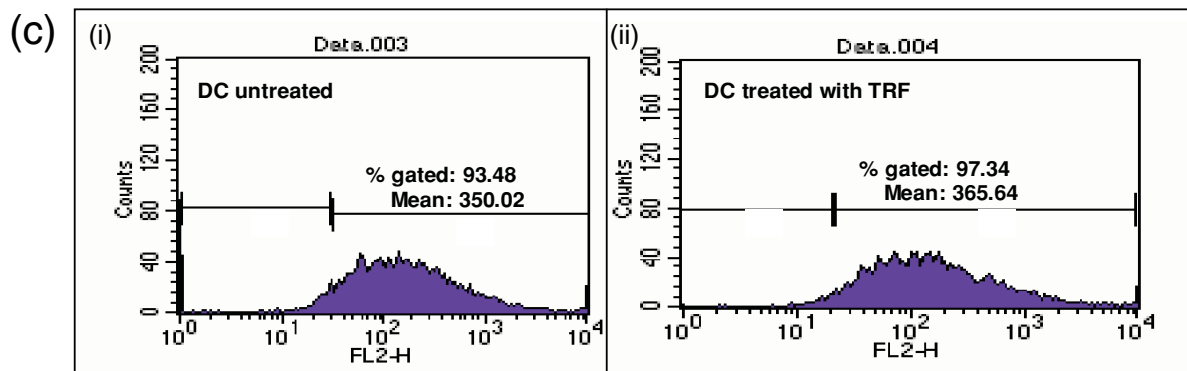 (c)
(i)
Data.003
DC untreated
% gated: 93.48
Mean: 350.02
Counts
200
160
120
80
40
0
10^0 10^1 10^2 10^3 10^4
FL2-H
(ii)
Data.004
DC treated with TRF
% gated: 97.34
Mean: 365.64
Counts
200
160
120
80
40
0
10^0 10^1 10^2 10^3 10^4
FL2-H